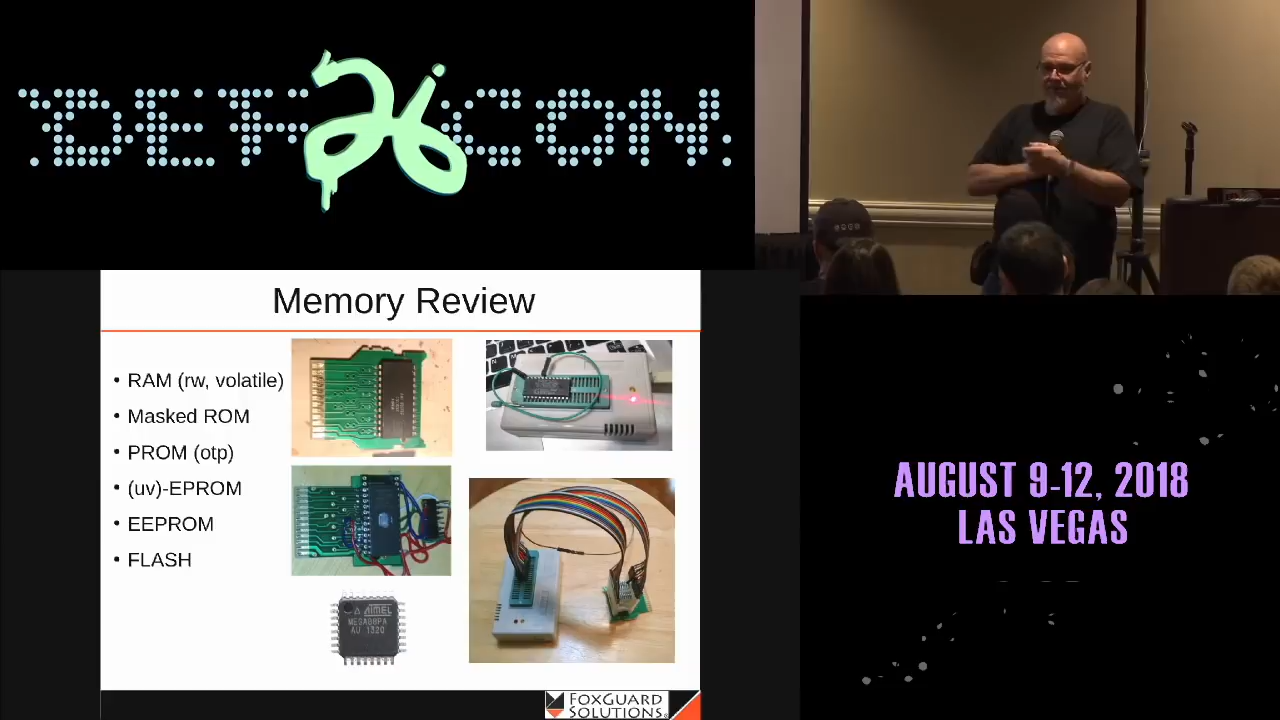 DEF 26 CON
Memory Review
• RAM (rw, volatile)
• Masked ROM
• PROM (otp)
• (uv)-EPROM
• EEPROM
• FLASH
ATMEL
MEGA88PA
AU 1320
FOXGUARD
SOLUTIONS®
AUGUST 9-12, 2018
LAS VEGAS